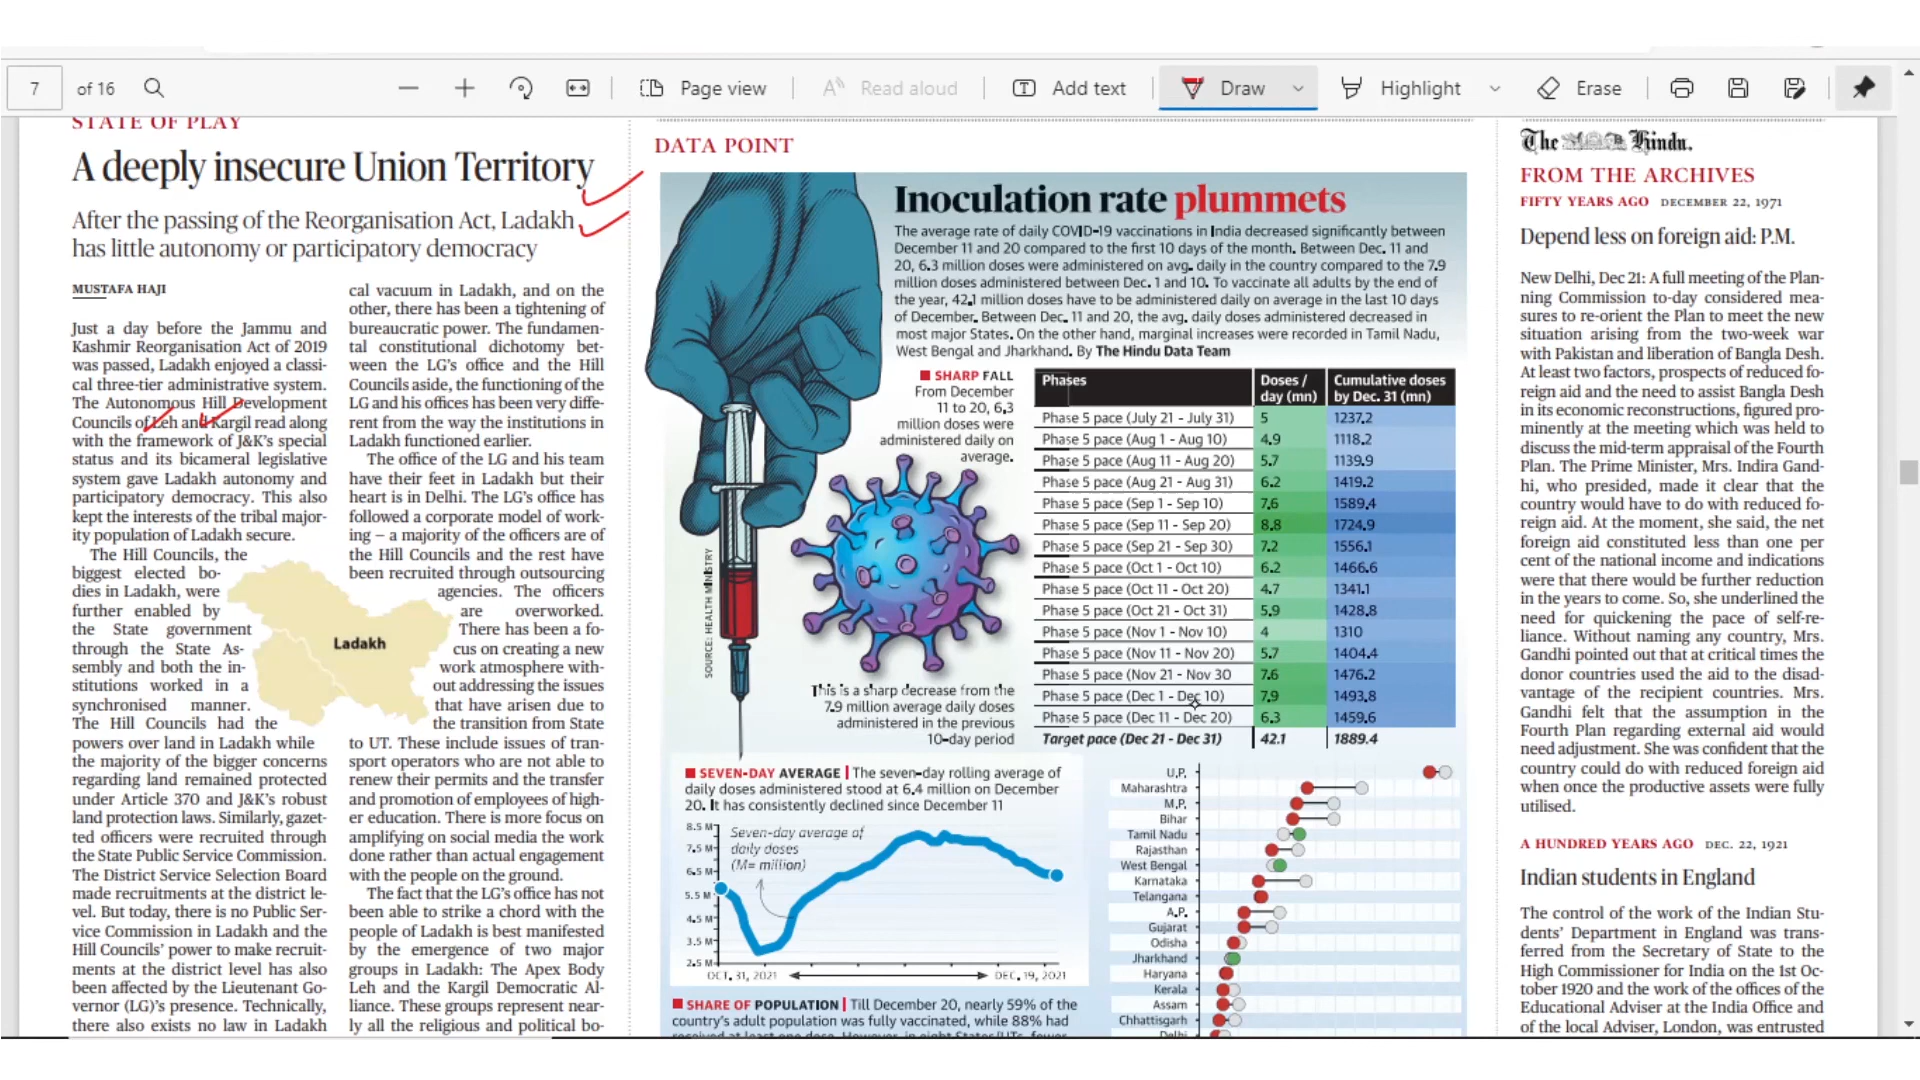 7 of 16
Page view
Read aloud
Add text
Draw
Highlight
Erase
STATE OF PLAY
A deeply insecure Union Territory
After the passing of the Reorganisation Act, Ladakh
has little autonomy or participatory democracy
MUSTAFA HAJI
Just a day before the Jammu and
Kashmir Reorganisation Act of 2019
was passed, Ladakh enjoyed a classi-
cal three-tier administrative system.
The Autonomous Hill Development
Councils of Leh and Kargil read along
with the framework of J&K's special
status and its bicameral legislative
system gave Ladakh autonomy and
participatory democracy. This also
kept the interests of the tribal major-
ity population of Ladakh secure.
The Hill Councils, the
biggest elected bo-
dies in Ladakh, were
further enabled by
the State government
through the State As-
sembly and both the in-
stitutions worked in a
synchronised manner.
The Hill Councils had the
powers over land in Ladakh while
the majority of the bigger concerns
regarding land remained protected
under Article 370 and J&K's robust
land protection laws. Similarly, gazet-
ted officers were recruited through
the State Public Service Commission.
The District Service Selection Board
made recruitments at the district le-
vel. But today, there is no Public Ser-
vice Commission in Ladakh and the
Hill Councils' power to make recruit-
ments at the district level has also
been affected by the Lieutenant Go-
vernor (LG)'s presence. Technically,
there also exists no law in Ladakh
cal vacuum in Ladakh, and on the
other, there has been a tightening of
bureaucratic power. The fundamen-
tal constitutional dichotomy bet-
ween the LG's office and the Hill
Councils aside, the functioning of the
LG and his offices has been very diffe-
rent from the way the institutions in
Ladakh functioned earlier.
The office of the LG and his team
have their feet in Ladakh but their
heart is in Delhi. The LG's office has
followed a corporate model of work-
ing – a majority of the officers are of
the Hill Councils and the rest have
been recruited through outsourcing
agencies. The officers
are overworked.
There has been a fo-
cus on creating a new
work atmosphere with-
out addressing the issues
that have arisen due to
the transition from State
to UT. These include issues of tran-
sport operators who are not able to
renew their permits and the transfer
and promotion of employees of high-
er education. There is more focus on
amplifying on social media the work
done rather than actual engagement
with the people on the ground.
The fact that the LG's office has not
been able to strike a chord with the
people of Ladakh is best manifested
by the emergence of two major
groups in Ladakh: The Apex Body
Leh and the Kargil Democratic Al-
liance. These groups represent near-
ly all the religious and political bo-
Ladakh
DATA POINT
Inoculation rate plummets
The average rate of daily COVID-19 vaccinations in India decreased significantly between
December 11 and 20 compared to the first 10 days of the month. Between Dec. 11 and
20, 6.3 million doses were administered on avg. daily in the country compared to the 7.9
million doses administered between Dec. 1 and 10. To vaccinate all adults by the end of
the year, 42.1 million doses have to be administered daily on average in the last 10 days
of December. Between Dec. 11 and 20, the avg. daily doses administered decreased in
most major States. On the other hand, marginal increases were recorded in Tamil Nadu,
West Bengal and Jharkhand. By The Hindu Data Team
SHARP FALL
From December
11 to 20, 6.3
million doses were
administered daily on
average.
This is a sharp decrease from the
7.9 million average daily doses
administered in the previous
10-day period
SOURCE: HEALTH MINISTRY
Phases Doses / day (mn) Cumulative doses by Dec. 31 (mn)
Phase 5 pace (July 21 - July 31) 5 1237.2
Phase 5 pace (Aug 1 - Aug 10) 4.9 1118.2
Phase 5 pace (Aug 11 - Aug 20) 5.7 1139.9
Phase 5 pace (Aug 21 - Aug 31) 6.2 1419.2
Phase 5 pace (Sep 1 - Sep 10) 7.6 1589.4
Phase 5 pace (Sep 11 - Sep 20) 8.8 1724.9
Phase 5 pace (Sep 21 - Sep 30) 7.2 1556.1
Phase 5 pace (Oct 1 - Oct 10) 6.2 1466.6
Phase 5 pace (Oct 11 - Oct 20) 4.7 1341.1
Phase 5 pace (Oct 21 - Oct 31) 5.9 1428.8
Phase 5 pace (Nov 1 - Nov 10) 4 1310
Phase 5 pace (Nov 11 - Nov 20) 5.7 1404.4
Phase 5 pace (Nov 21 - Nov 30 7.6 1476.2
Phase 5 pace (Dec 1 - Dec 10) 7.9 1493.8
Phase 5 pace (Dec 11 - Dec 20) 6.3 1459.6
Target pace (Dec 21 - Dec 31) 42.1 1889.4
SEVEN-DAY AVERAGE | The seven-day rolling average of
daily doses administered stood at 6.4 million on December
20. It has consistently declined since December 11
8.5 M
7.5 M
6.5 M
5.5 M
4.5 M
3.5 M
2.5 M
Seven-day average of
daily doses
(M= million)
OCT. 31, 2021 DEC. 19, 2021
SHARE OF POPULATION | Till December 20, nearly 59% of the
country's adult population was fully vaccinated, while 88% had
received at least one dose. However, in eight States/UTs, fewer
U.P.
Maharashtra
M.P.
Bihar
Tamil Nadu
Rajasthan
West Bengal
Karnataka
Telangana
A.P.
Gujarat
Odisha
Jharkhand
Haryana
Kerala
Assam
Chhattisgarh
Delhi
The Hindu.
FROM THE ARCHIVES
FIFTY YEARS AGO DECEMBER 22, 1971
Depend less on foreign aid: P.M.
New Delhi, Dec 21: A full meeting of the Plan-
ning Commission to-day considered mea-
sures to re-orient the Plan to meet the new
situation arising from the two-week war
with Pakistan and liberation of Bangla Desh.
At least two factors, prospects of reduced fo-
reign aid and the need to assist Bangla Desh
in its economic reconstructions, figured pro-
minently at the meeting which was held to
discuss the mid-term appraisal of the Fourth
Plan. The Prime Minister, Mrs. Indira Gand-
hi, who presided, made it clear that the
country would have to do with reduced fo-
reign aid. At the moment, she said, the net
foreign aid constituted less than one per
cent of the national income and indications
were that there would be further reduction
in the years to come. So, she underlined the
need for quickening the pace of self-re-
liance. Without naming any country, Mrs.
Gandhi pointed out that at critical times the
donor countries used the aid to the disad-
vantage of the recipient countries. Mrs.
Gandhi felt that the assumption in the
Fourth Plan regarding external aid would
need adjustment. She was confident that the
country could do with reduced foreign aid
when once the productive assets were fully
utilised.
A HUNDRED YEARS AGO DEC. 22, 1921
Indian students in England
The control of the work of the Indian Stu-
dents' Department in England was trans-
ferred from the Secretary of State to the
High Commissioner for India on the 1st Oc-
tober 1920 and the work of the offices of the
Educational Adviser at the India Office and
of the local Adviser, London, was entrusted